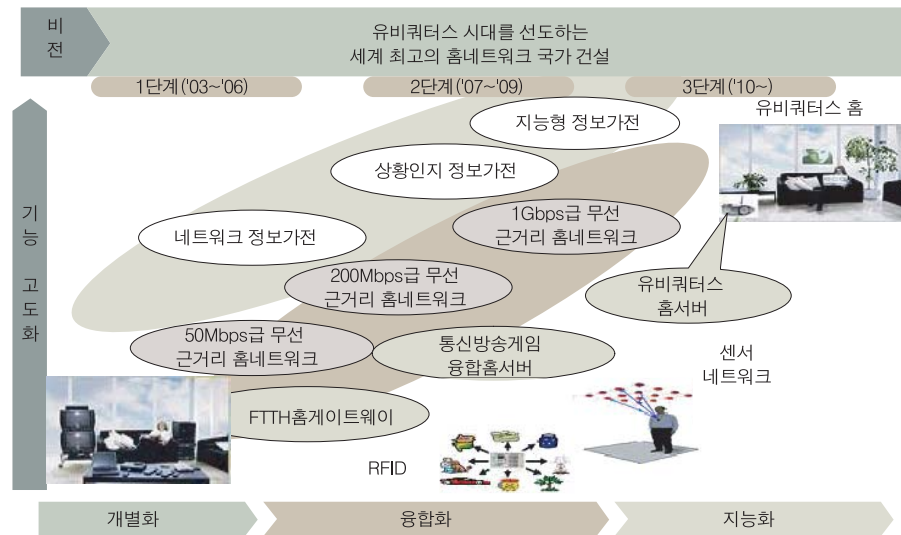 비
전
유비쿼터스 시대를 선도하는
세계 최고의 홈네트워크 국가 건설
1단계('03~'06)
2단계('07~'09)
3단계('10~)
유비쿼터스 홈
지능형 정보가전
상황인지 정보가전
1Gbps급 무선
근거리 홈네트워크
네트워크 정보가전
200Mbps급 무선
근거리 홈네트워크
유비쿼터스
홈서버
50Mbps급 무선
근거리 홈네트워크
통신방송게임
융합홈서버
센서
네트워크
FTTH홈게이트웨이
RFID
기
능
고
도
화
개별화
융합화
지능화